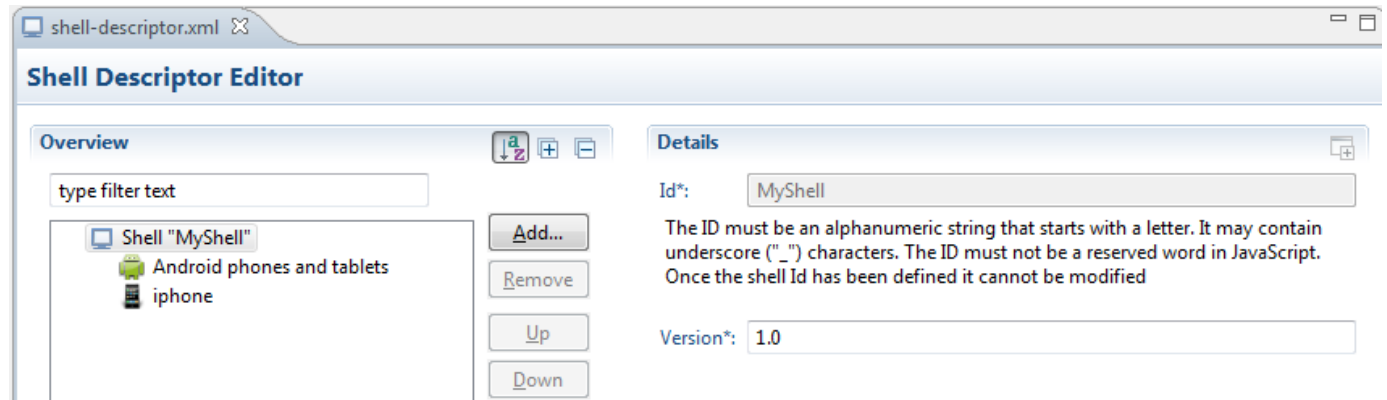 shell-descriptor.xml
Shell Descriptor Editor
Overview
type filter text
Shell "MyShell"
Android phones and tablets
iphone
Add...
Remove
Up
Down
Details
Id*: MyShell
The ID must be an alphanumeric string that starts with a letter. It may contain
underscore ("_") characters. The ID must not be a reserved word in JavaScript.
Once the shell Id has been defined it cannot be modified
Version*: 1.0